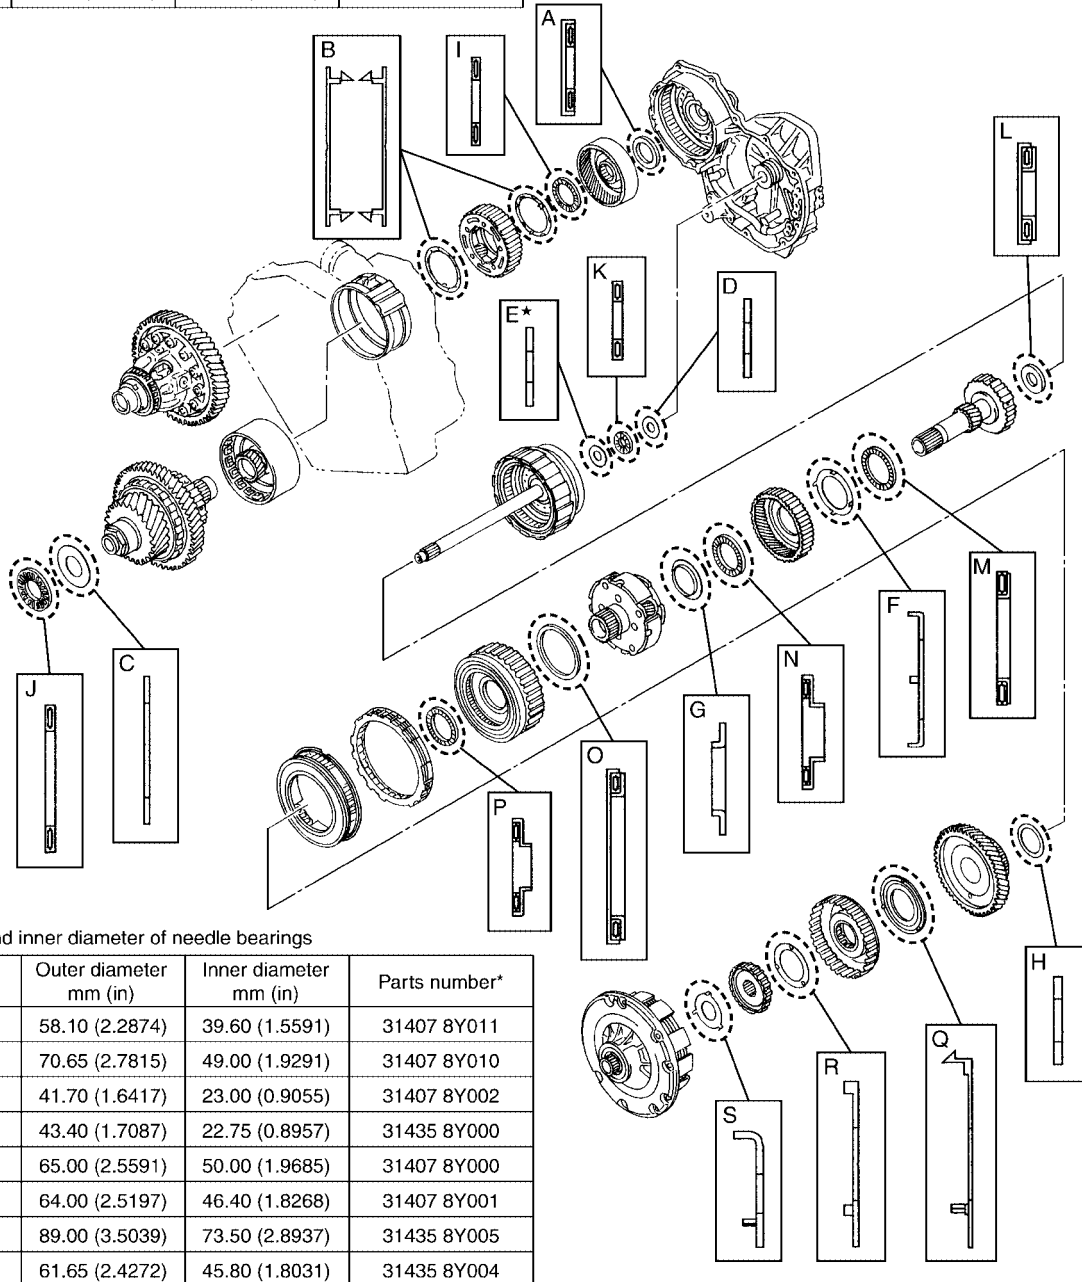 A
B
I
L
K
D
E★
M
F
N
J
C
G
O
P
H
Q
R
S
nd inner diameter of needle bearings
Outer diameter mm (in) Inner diameter mm (in) Parts number*
58.10 (2.2874) 39.60 (1.5591) 31407 8Y011
70.65 (2.7815) 49.00 (1.9291) 31407 8Y010
41.70 (1.6417) 23.00 (0.9055) 31407 8Y002
43.40 (1.7087) 22.75 (0.8957) 31435 8Y000
65.00 (2.5591) 50.00 (1.9685) 31407 8Y000
64.00 (2.5197) 46.40 (1.8268) 31407 8Y001
89.00 (3.5039) 73.50 (2.8937) 31435 8Y005
61.65 (2.4272) 45.80 (1.8031) 31435 8Y004